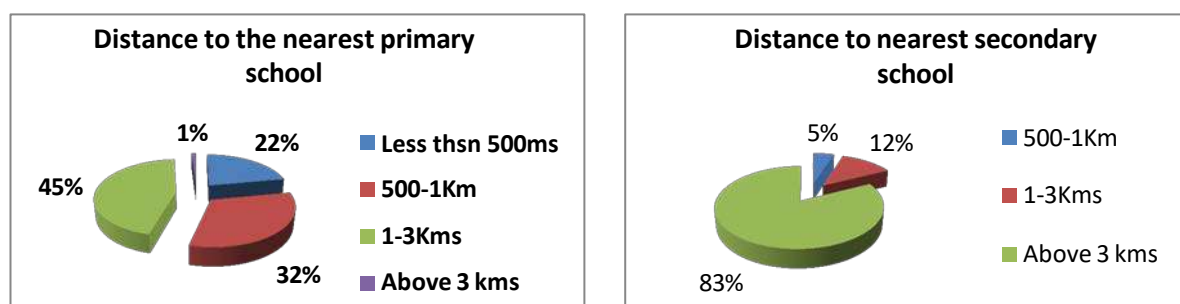 Distance to the nearest primary
school
1%
22%
45%
32%
Less thsn 500ms
500-1Km
1-3Kms
Above 3 kms
Distance to nearest secondary
school
5%
12%
83%
500-1Km
1-3Kms
Above 3 kms